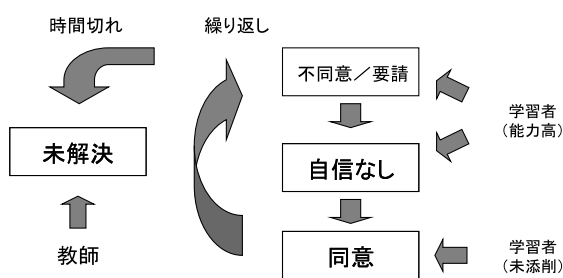 時間切れ
繰り返し
不同意／要請
学習者
（能力高）
未解決
自信なし
教師
同意
学習者
（未添削）